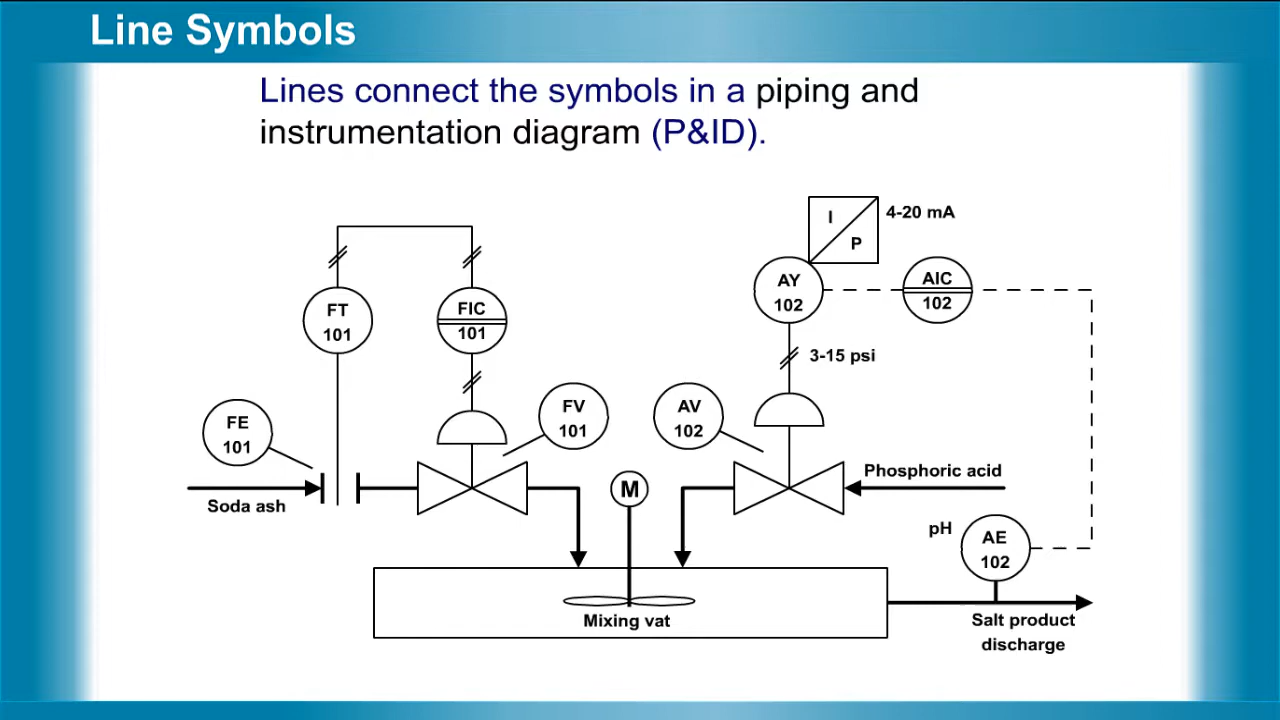 Line Symbols
Lines connect the symbols in a piping and
instrumentation diagram (P&ID).
I
P
4-20 mA
AY
102
AIC
102
FT
101
FIC
101
3-15 psi
FE
101
FV
101
AV
102
Soda ash
M
Phosphoric acid
pH
AE
102
Mixing vat
Salt product
discharge